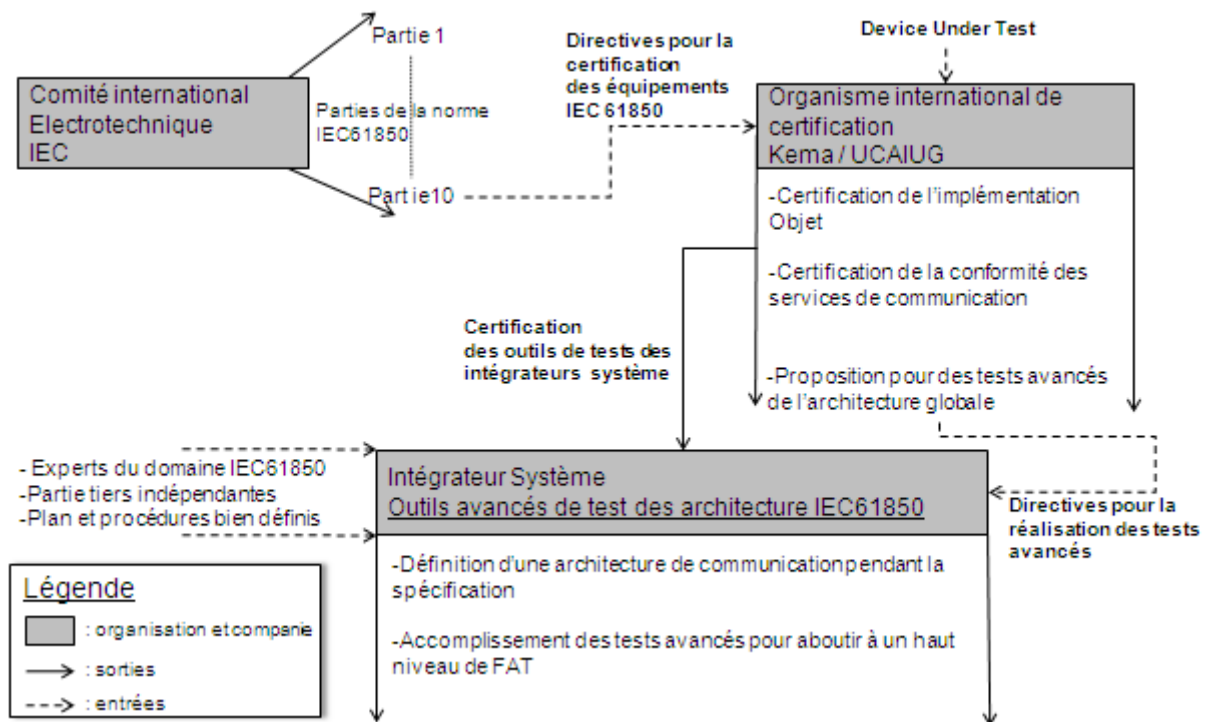 Partie 1
Directives pour la
certification
des équipements
IEC 61850
Device Under Test
Comité international
Electrotechnique
IEC
Parties de la norme
IEC61850
Partie10
Organisme international de
certification
Kema / UCAIUG
-Certification de l'implémentation
Objet
-Certification de la conformité des
services de communication
-Proposition pour des tests avancés
de l'architecture globale
Certification
des outils de tests des
intégrateurs système
- Experts du domaine IEC61850
-Partie tiers indépendantes
-Plan et procédures bien définis
Intégrateur Système
Outils avancés de test des architecture IEC61850
Directives pour la
réalisation des tests
avancés
-Définition d'une architecture de communication pendant la
spécification
-Accomplissement des tests avancés pour aboutir à un haut
niveau de FAT
Légende
: organisation et companie
: sorties
: entrées